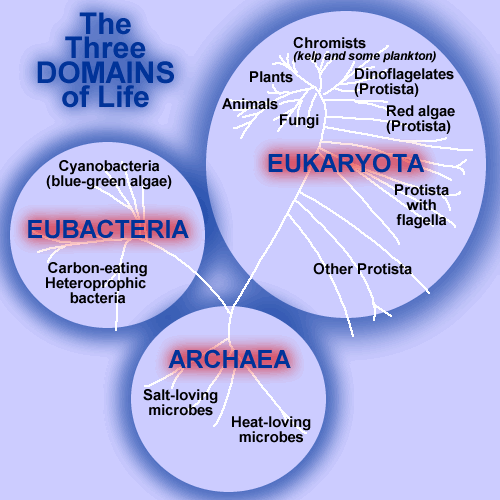 The
Three
DOMAINS
of Life
Chromists
(kelp and some plankton)
Plants
Dinoflagelates
(Protista)
Animals
Red algae
(Protista)
Fungi
EUKARYOTA
Protista
with
flagella
Other Protista
Cyanobacteria
(blue-green algae)
EUBACTERIA
Carbon-eating
Heteroprophic
bacteria
ARCHAEA
Salt-loving
microbes
Heat-loving
microbes